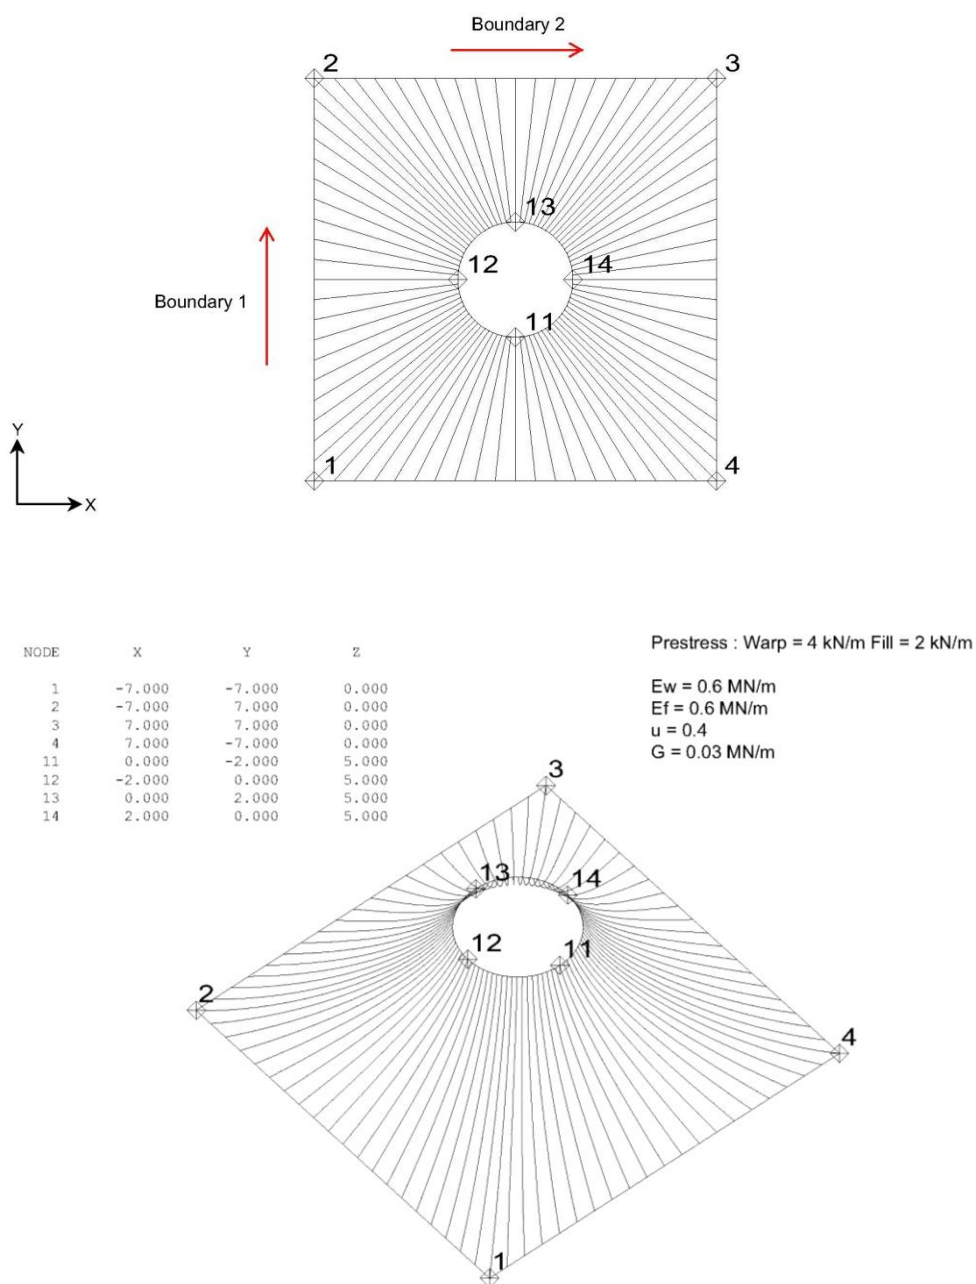 Boundary 2
2
3
13
12
14
Boundary 1
11
Y
1
4
X
NODE X Y Z
1 -7.000 -7.000 0.000
2 -7.000 7.000 0.000
3 7.000 7.000 0.000
4 7.000 -7.000 0.000
11 0.000 -2.000 5.000
12 -2.000 0.000 5.000
13 0.000 2.000 5.000
14 2.000 0.000 5.000
Prestress : Warp = 4 kN/m Fill = 2 kN/m
Ew = 0.6 MN/m
Ef = 0.6 MN/m
u = 0.4
G = 0.03 MN/m
3
13
14
12
11
2
4
1